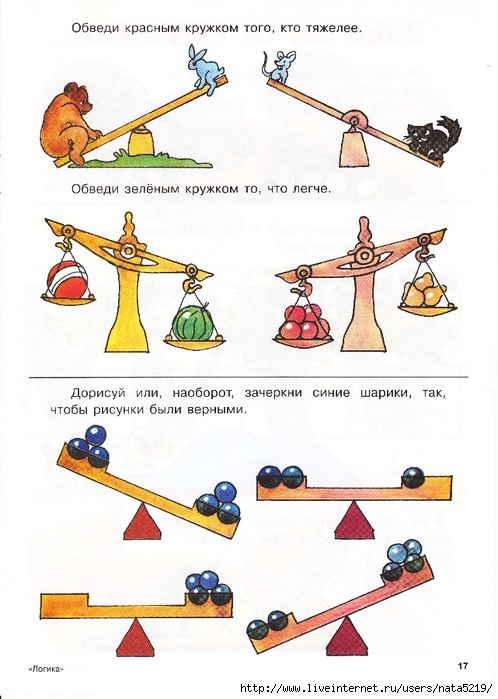 Обведи красным кружком того, кто тяжелее.
Обведи зелёным кружком то, что легче.
Дорисуй или, наоборот, зачеркни синие шарики, так,
чтобы рисунки были верными.
«Логика»
17
http://www.liveinternet.ru/users/nata5219/